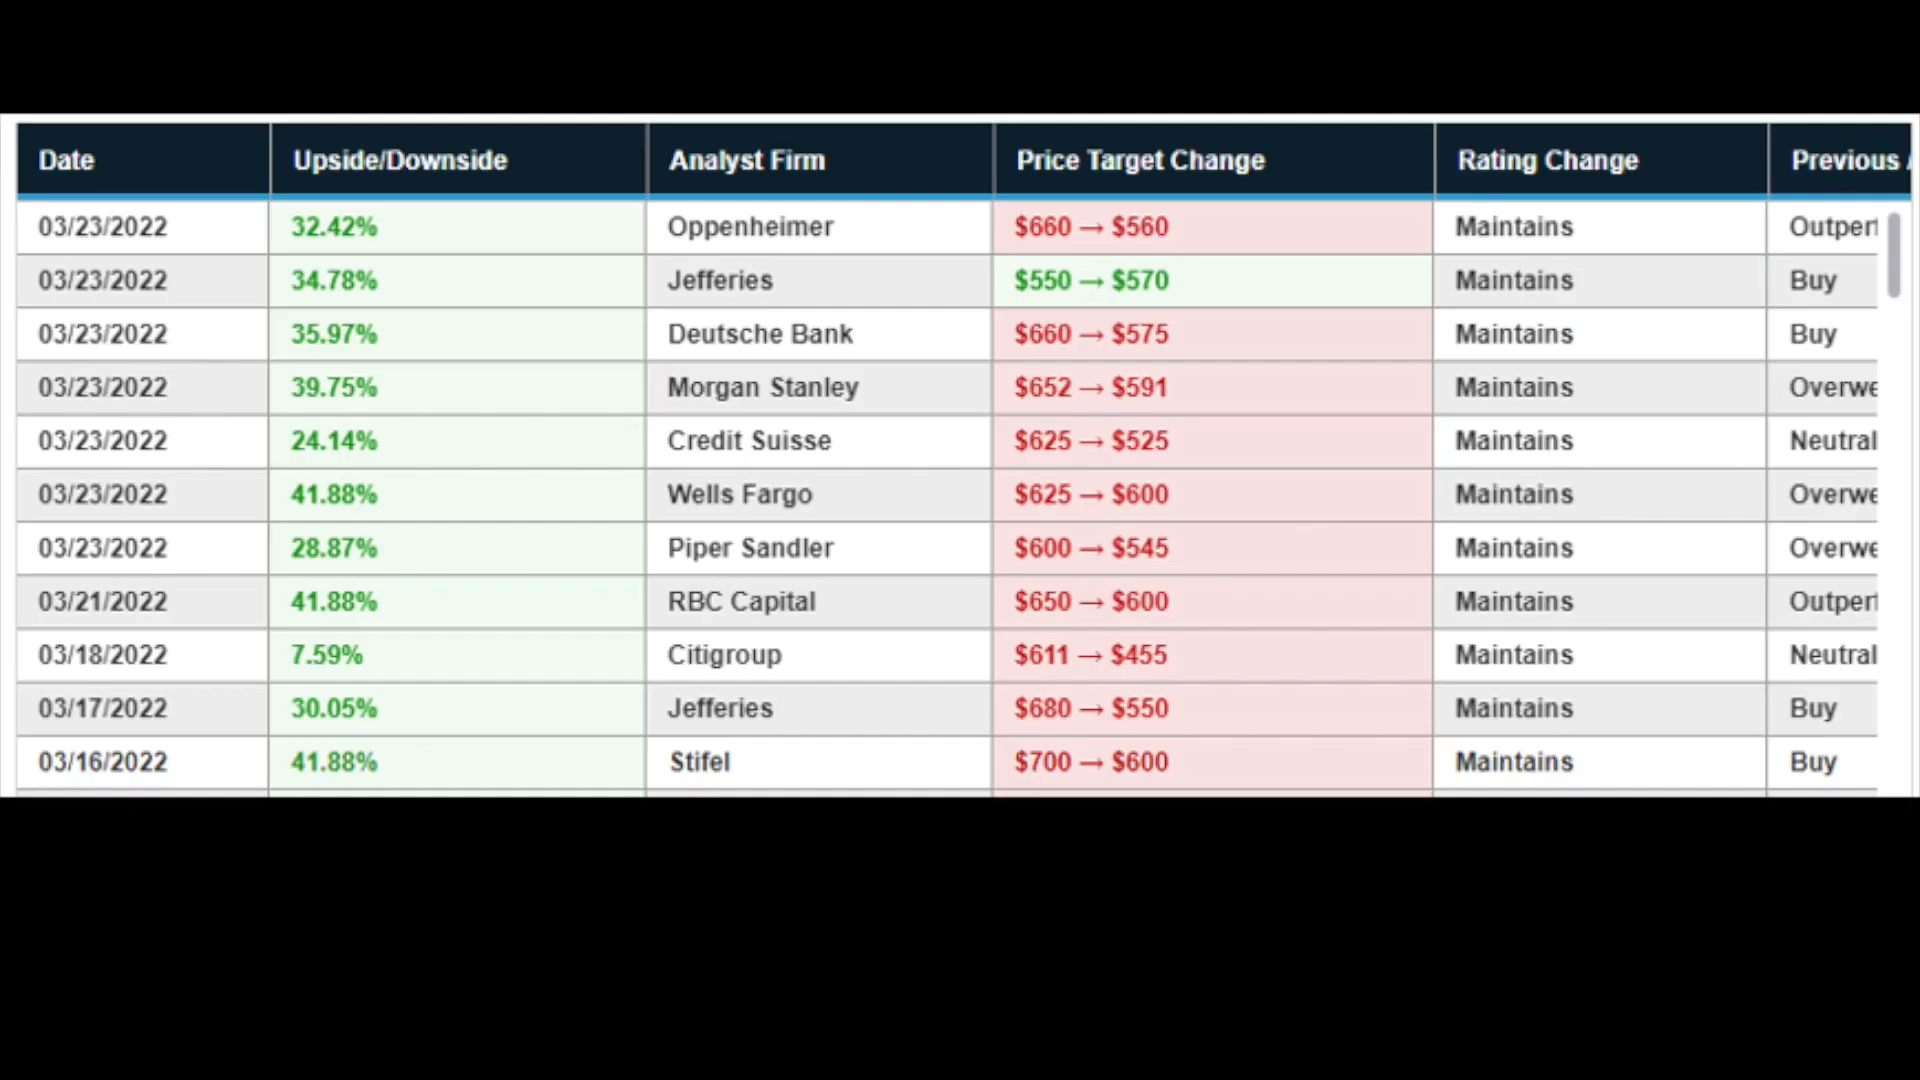 Date Upside/Downside Analyst Firm Price Target Change Rating Change Previous
03/23/2022 32.42% Oppenheimer $660 → $560 Maintains
03/23/2022 34.78% Jefferies $550 → $570 Maintains Buy
03/23/2022 35.97% Deutsche Bank $660 → $575 Maintains Buy
03/23/2022 39.75% Morgan Stanley $652 → $591 Maintains Overwe
03/23/2022 24.14% Credit Suisse $625 → $525 Maintains Neutral
03/23/2022 41.88% Wells Fargo $625 → $600 Maintains Overwe
03/23/2022 28.87% Piper Sandler $600 → $545 Maintains Overwe
03/21/2022 41.88% RBC Capital $650 → $600 Maintains
03/18/2022 7.59% Citigroup $611 → $455 Maintains Neutral
03/17/2022 30.05% Jefferies $680 → $550 Maintains Buy
03/16/2022 41.88% Stifel $700 → $600 Maintains Buy